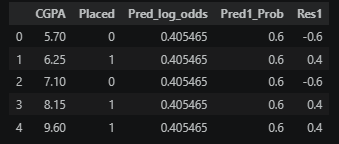 CGPA Placed Pred_log_odds Pred1_Prob Res1
0 5.70 0 0.405465 0.6 -0.6
1 6.25 1 0.405465 0.6 0.4
2 7.10 0 0.405465 0.6 -0.6
3 8.15 1 0.405465 0.6 0.4
4 9.60 1 0.405465 0.6 0.4